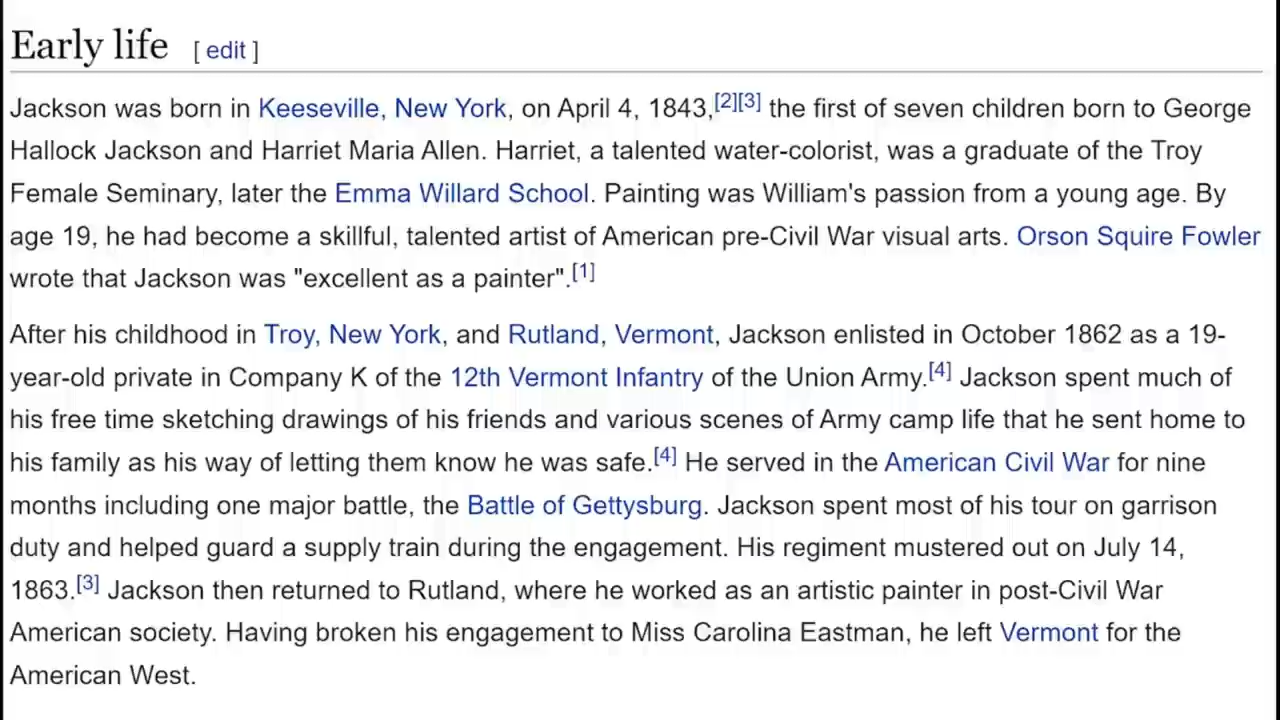 Early life [ edit ]
Jackson was born in Keeseville, New York, on April 4, 1843,[2][3] the first of seven children born to George
Hallock Jackson and Harriet Maria Allen. Harriet, a talented water-colorist, was a graduate of the Troy
Female Seminary, later the Emma Willard School. Painting was William's passion from a young age. By
age 19, he had become a skillful, talented artist of American pre-Civil War visual arts. Orson Squire Fowler
wrote that Jackson was "excellent as a painter".[1]
After his childhood in Troy, New York, and Rutland, Vermont, Jackson enlisted in October 1862 as a 19-
year-old private in Company K of the 12th Vermont Infantry of the Union Army.[4] Jackson spent much of
his free time sketching drawings of his friends and various scenes of Army camp life that he sent home to
his family as his way of letting them know he was safe.[4] He served in the American Civil War for nine
months including one major battle, the Battle of Gettysburg. Jackson spent most of his tour on garrison
duty and helped guard a supply train during the engagement. His regiment mustered out on July 14,
1863.[3] Jackson then returned to Rutland, where he worked as an artistic painter in post-Civil War
American society. Having broken his engagement to Miss Carolina Eastman, he left Vermont for the
American West.